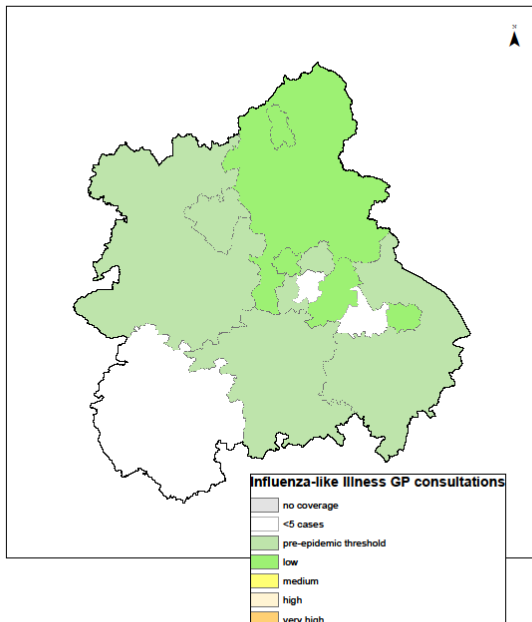 N
Influenza-like Illness GP consultations
no coverage
<5 cases
pre-epidemic threshold
low
medium
high
very high